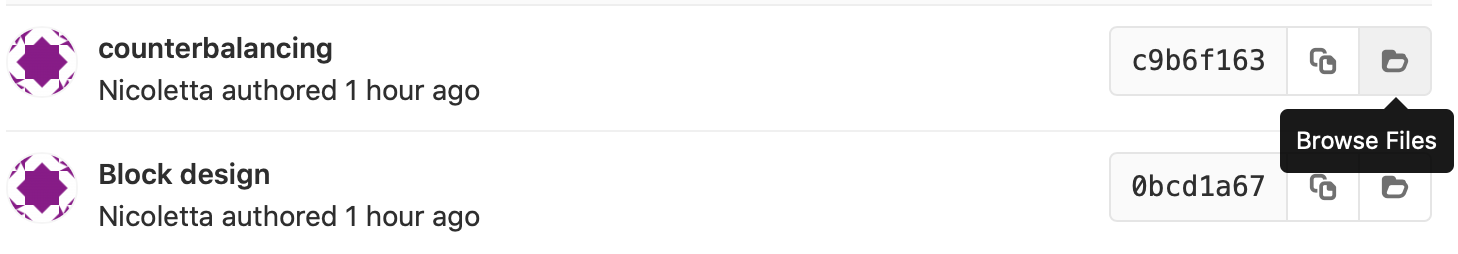 counterbalancing
Nicoletta authored 1 hour ago
c9b6f163
Browse Files
Block design
Nicoletta authored 1 hour ago
0bcd1a67